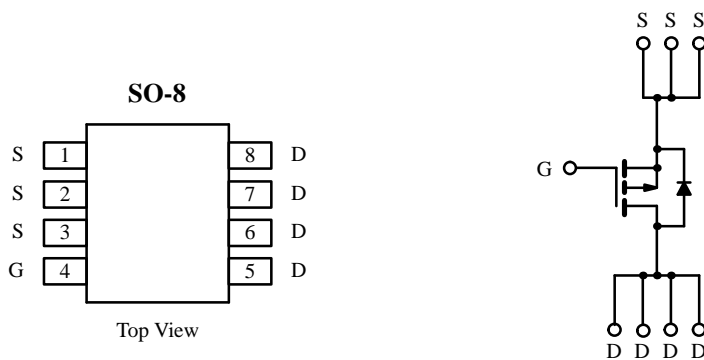 SO-8
S 1 8 D
S 2 7 D
S 3 6 D
G 4 5 D
Top View
S S S
G
D D D D